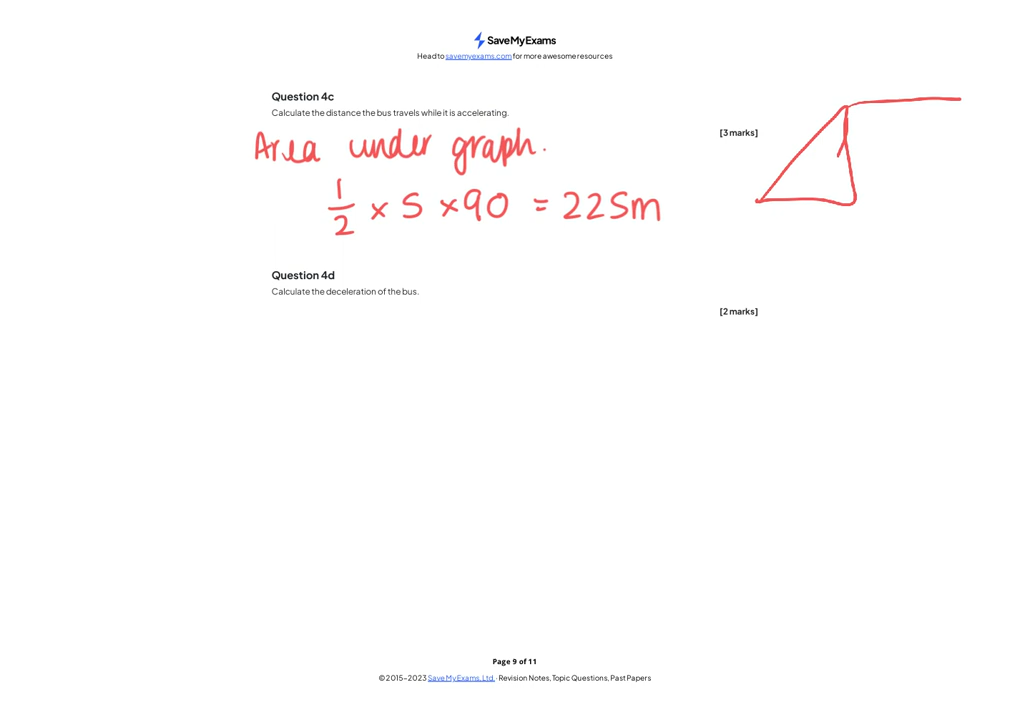 SaveMyExams
Head to savemyexams.com for more awesome resources
Question 4c
Calculate the distance the bus travels while it is accelerating.
[3 marks]
Area under graph.
1/2 × 5 × 90 = 225m
Question 4d
Calculate the deceleration of the bus.
[2 marks]
Page 9 of 11
© 2015–2023 Save My Exams, Ltd. · Revision Notes, Topic Questions, Past Papers